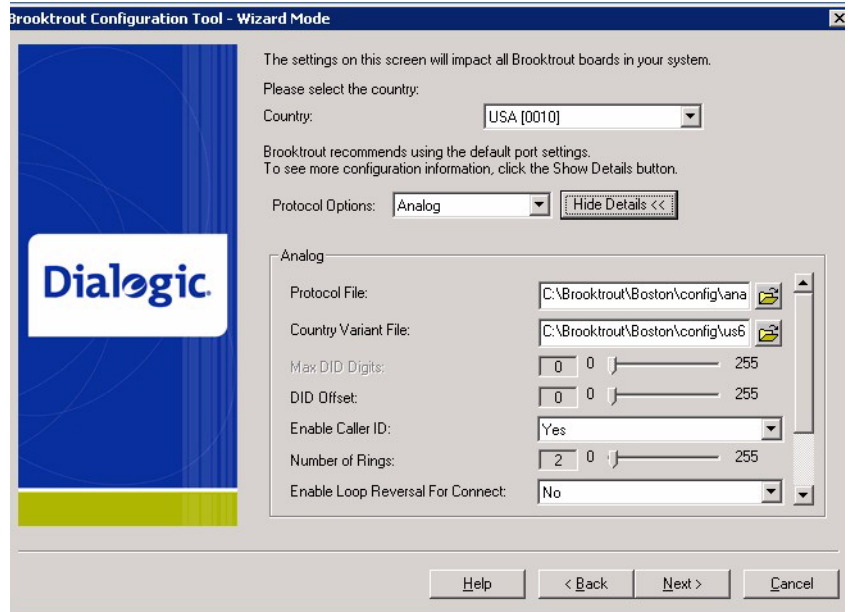 Brooktrout Configuration Tool - Wizard Mode
The settings on this screen will impact all Brooktrout boards in your system.
Please select the country:
Country: USA [0010]
Brooktrout recommends using the default port settings.
To see more configuration information, click the Show Details button.
Protocol Options: Analog Hide Details <<
Dialogic.
Analog
Protocol File: C:\Brooktrout\Boston\config\ana
Country Variant File: C:\Brooktrout\Boston\config\us6
Max DID Digits: 0 0 255
DID Offset: 0 0 255
Enable Caller ID: Yes
Number of Rings: 2 0 255
Enable Loop Reversal For Connect: No
Help < Back Next > Cancel